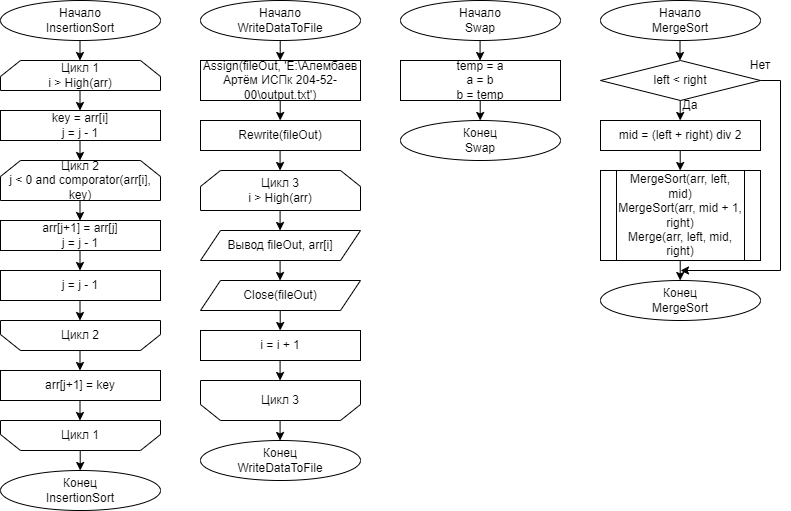 Начало
InsertionSort
Цикл 1
i > High(arr)
key = arr[i]
j = j - 1
Цикл 2
j < 0 and comporator(arr[i],
key)
arr[j+1] = arr[j]
j = j - 1
j = j - 1
Цикл 2
arr[j+1] = key
Цикл 1
Конец
InsertionSort
Начало
WriteDataToFile
Assign(fileOut, 'E:\Алембаев
Артём ИСПк 204-52-
00\output.txt')
Rewrite(fileOut)
Цикл 3
i > High(arr)
Вывод fileOut, arr[i]
Close(fileOut)
i = i + 1
Цикл 3
Конец
WriteDataToFile
Начало
Swap
temp = a
a = b
b = temp
Конец
Swap
Начало
MergeSort
left < right
Нет
Да
mid = (left + right) div 2
MergeSort(arr, left,
mid)
MergeSort(arr, mid + 1,
right)
Merge(arr, left, mid,
right)
Конец
MergeSort